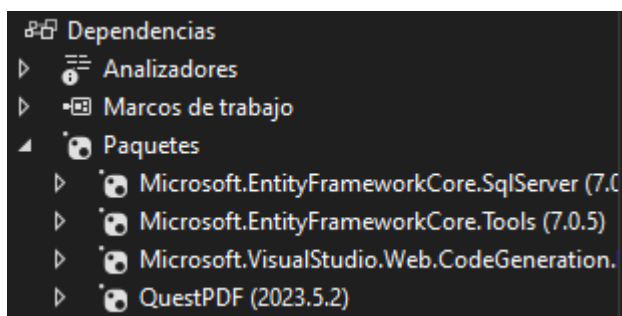 Dependencias
Analizadores
Marcos de trabajo
Paquetes
Microsoft.EntityFrameworkCore.SqlServer (7.0
Microsoft.EntityFrameworkCore.Tools (7.0.5)
Microsoft.VisualStudio.Web.CodeGeneration.
QuestPDF (2023.5.2)